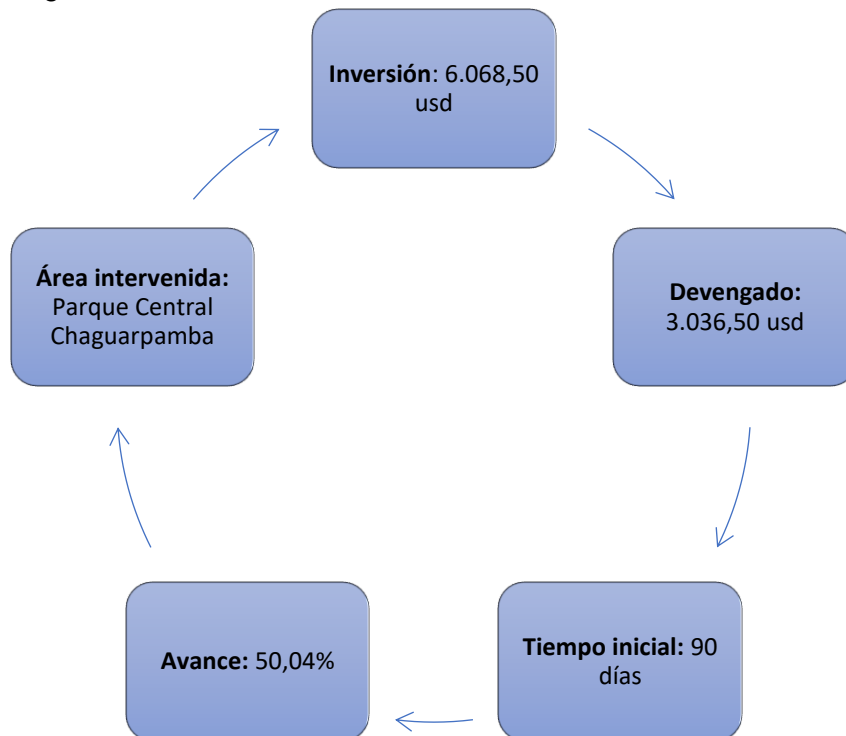 Inversión: 6.068,50
usd
Devengado:
3.036,50 usd
Tiempo inicial: 90
días
Avance: 50,04%
Área intervenida:
Parque Central
Chaguarpamba